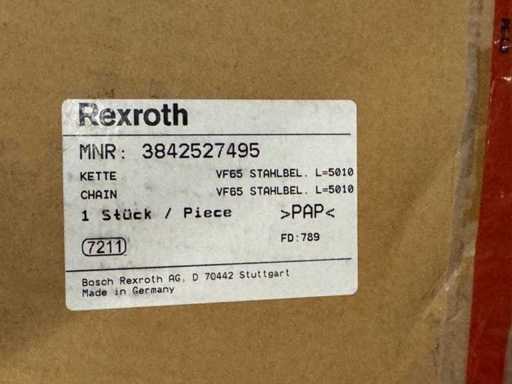 Rexroth
MNR: 3842527495
KETTE VF65 STAHLBEL. L=5010
CHAIN VF65 STAHLBEL. L=5010
1 Stück / Piece >PAP<
7211 FD:789
Bosch Rexroth AG, D 70442 Stuttgart
Made in Germany